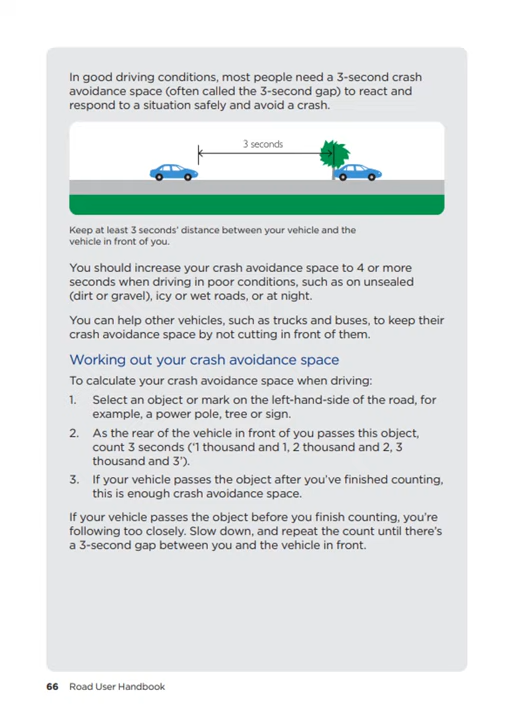 In good driving conditions, most people need a 3-second crash
avoidance space (often called the 3-second gap) to react and
respond to a situation safely and avoid a crash.
3 seconds
Keep at least 3 seconds' distance between your vehicle and the
vehicle in front of you.
You should increase your crash avoidance space to 4 or more
seconds when driving in poor conditions, such as on unsealed
(dirt or gravel), icy or wet roads, or at night.
You can help other vehicles, such as trucks and buses, to keep their
crash avoidance space by not cutting in front of them.
Working out your crash avoidance space
To calculate your crash avoidance space when driving:
1. Select an object or mark on the left-hand-side of the road, for
example, a power pole, tree or sign.
2. As the rear of the vehicle in front of you passes this object,
count 3 seconds ('1 thousand and 1, 2 thousand and 2, 3
thousand and 3').
3. If your vehicle passes the object after you've finished counting,
this is enough crash avoidance space.
If your vehicle passes the object before you finish counting, you're
following too closely. Slow down, and repeat the count until there's
a 3-second gap between you and the vehicle in front.
66 Road User Handbook